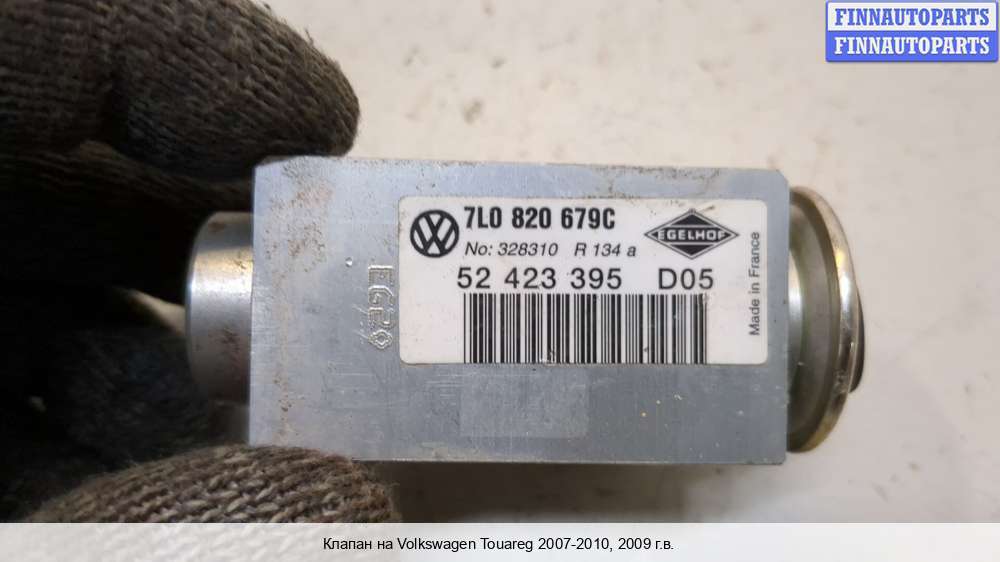 FINNAUTOPARTS
FINNAUTOPARTS
7L0 820 679C
EGELHOF
No: 328310 R 134 a
52 423 395 D05
Made in France
EG29
Клапан на Volkswagen Touareg 2007-2010, 2009 г.в.